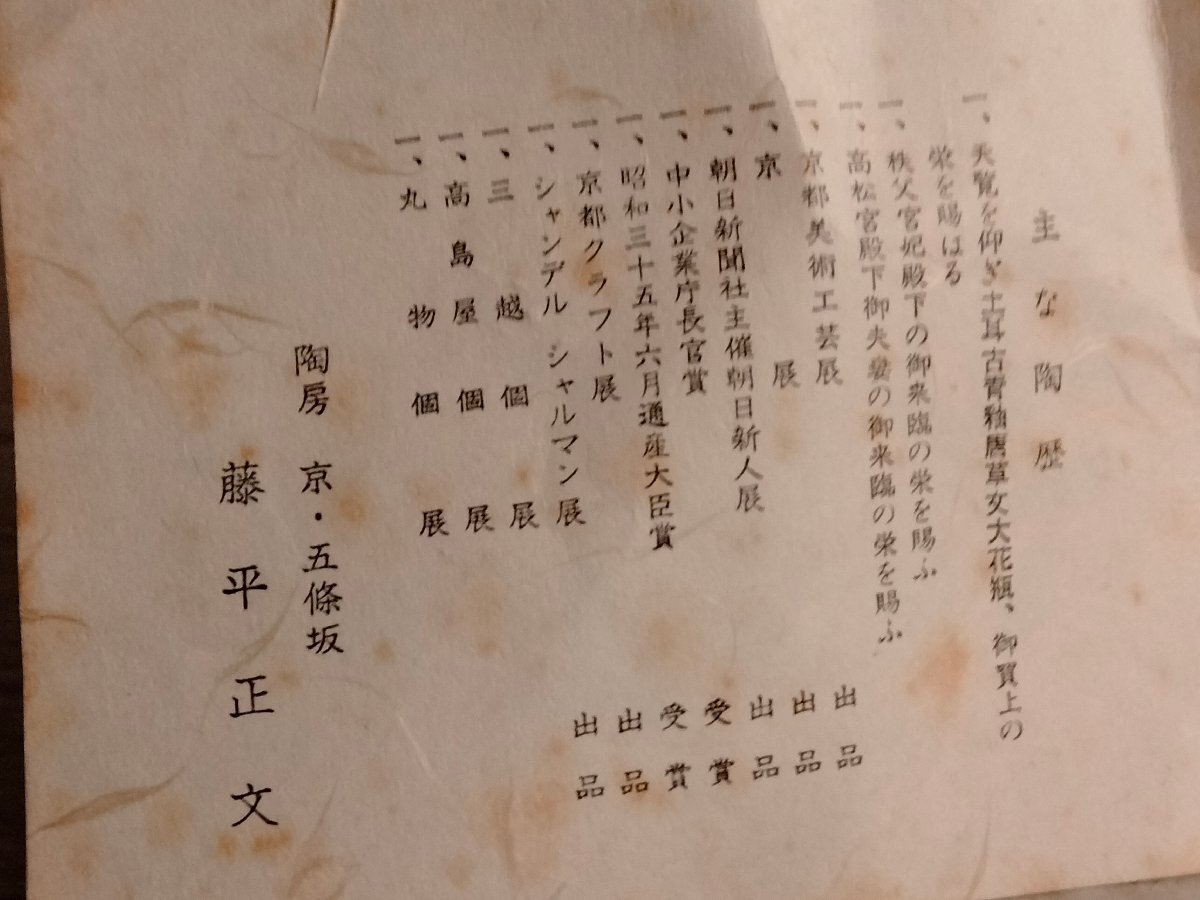 主な陶歴
一、天覧を仰ぎ士耳古青釉唐草文大花瓶、御買上の
栄を賜はる
一、秩父宮妃殿下の御来臨の栄を賜ふ
一、高松宮殿下御夫妻の御来臨の栄を賜ふ
一、京都美術工芸展 出品
一、京展 出品
一、朝日新聞社主催朝日新人展 出品
一、中小企業庁長官賞 受賞
一、昭和三十五年六月通産大臣賞 受賞
一、京都クラフト展 出品
一、シャンデルシャルマン展 出品
一、三越個展
一、高島屋個展
一、丸物個展
陶房 京・五條坂
藤平正文